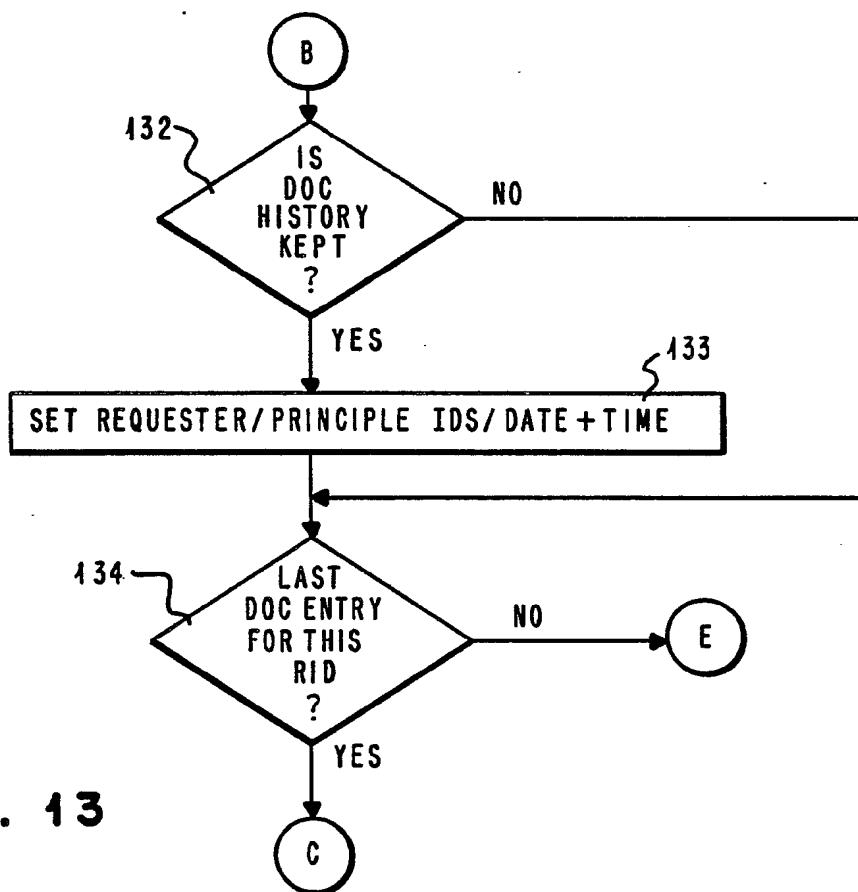 B
132
IS
DOC
HISTORY
KEPT
?
NO
YES
133
SET REQUESTER/PRINCIPLE IDS/DATE+TIME
134
LAST
DOC ENTRY
FOR THIS
RID
?
NO
E
YES
. 13
C